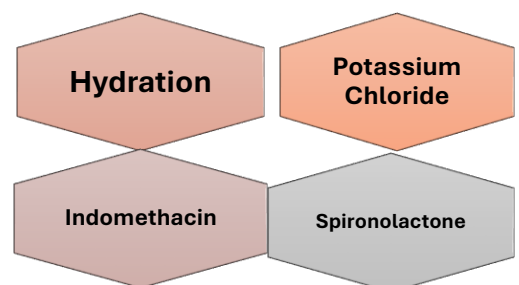 Hydration
Potassium
Chloride
Indomethacin
Spironolactone